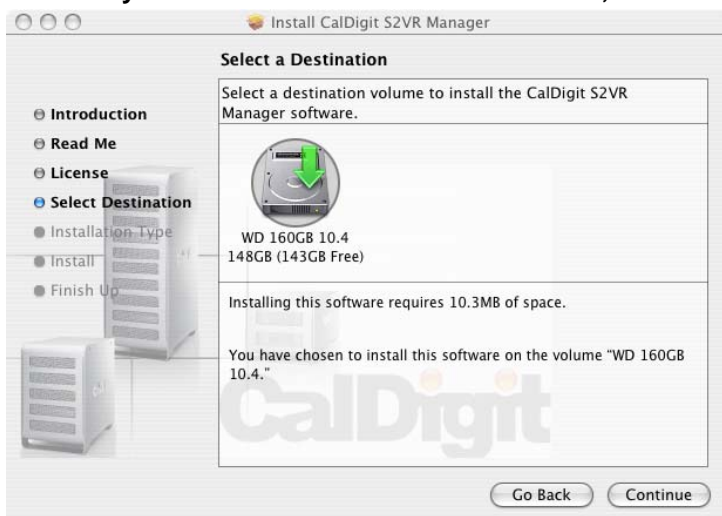 Install CalDigit S2VR Manager
Select a Destination
Introduction
Read Me
License
Select Destination
Installation Type
Install
Finish Up
Select a destination volume to install the CalDigit S2VR
Manager software.
WD 160GB 10.4
148GB (143GB Free)
Installing this software requires 10.3MB of space.
You have chosen to install this software on the volume "WD 160GB
10.4."
CalDigit
Go Back
Continue